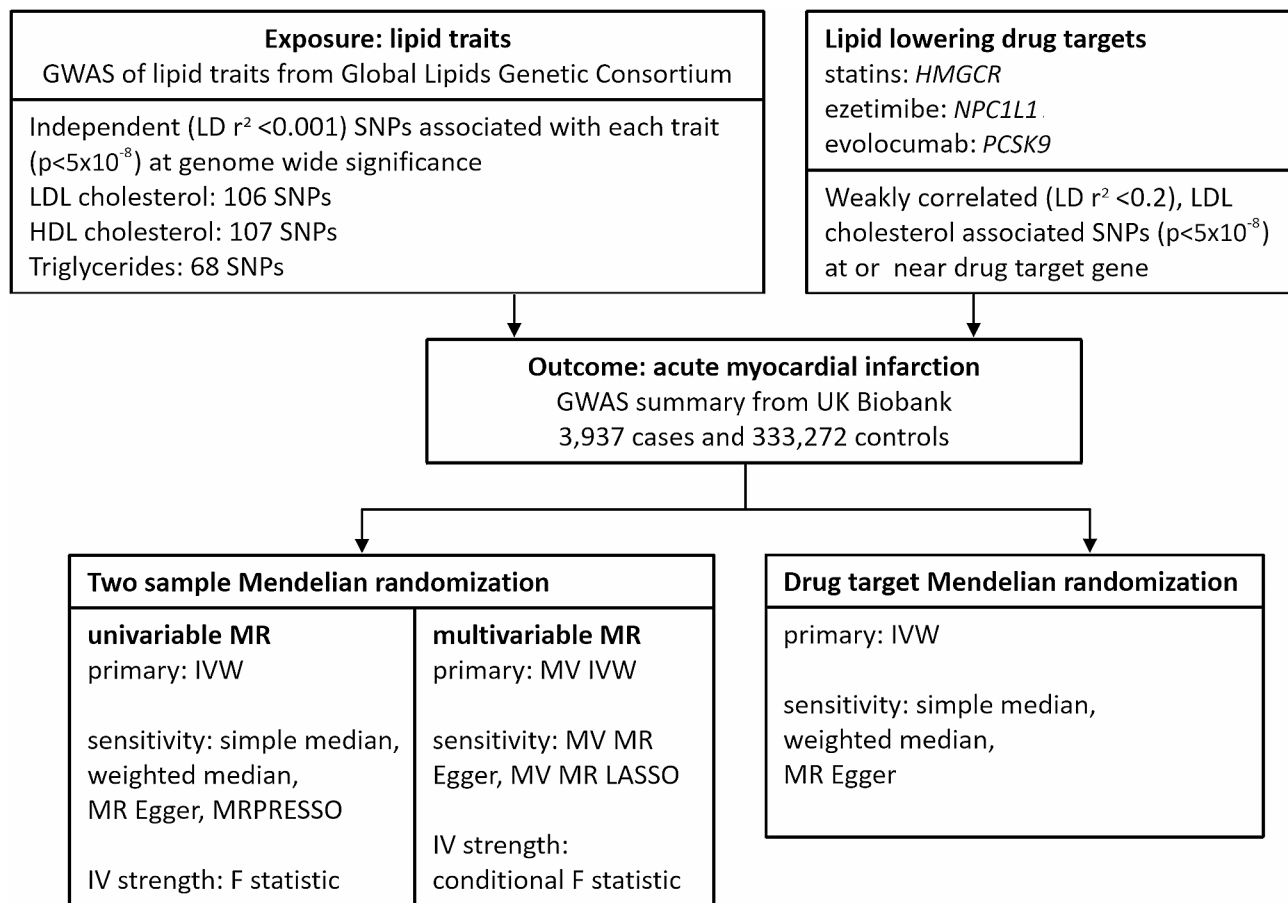 Exposure: lipid traits
GWAS of lipid traits from Global Lipids Genetic Consortium
Independent (LD r² <0.001) SNPs associated with each trait
(p<5x10⁻⁸) at genome wide significance
LDL cholesterol: 106 SNPs
HDL cholesterol: 107 SNPs
Triglycerides: 68 SNPs
Lipid lowering drug targets
statins: HMGCR
ezetimibe: NPC1L1
evolocumab: PCSK9
Weakly correlated (LD r² <0.2), LDL
cholesterol associated SNPs (p<5x10⁻⁸)
at or near drug target gene
Outcome: acute myocardial infarction
GWAS summary from UK Biobank
3,937 cases and 333,272 controls
Two sample Mendelian randomization
univariable MR
primary: IVW
sensitivity: simple median,
weighted median,
MR Egger, MRPRESSO
IV strength: F statistic
multivariable MR
primary: MV IVW
sensitivity: MV MR
Egger, MV MR LASSO
IV strength:
conditional F statistic
Drug target Mendelian randomization
primary: IVW
sensitivity: simple median,
weighted median,
MR Egger